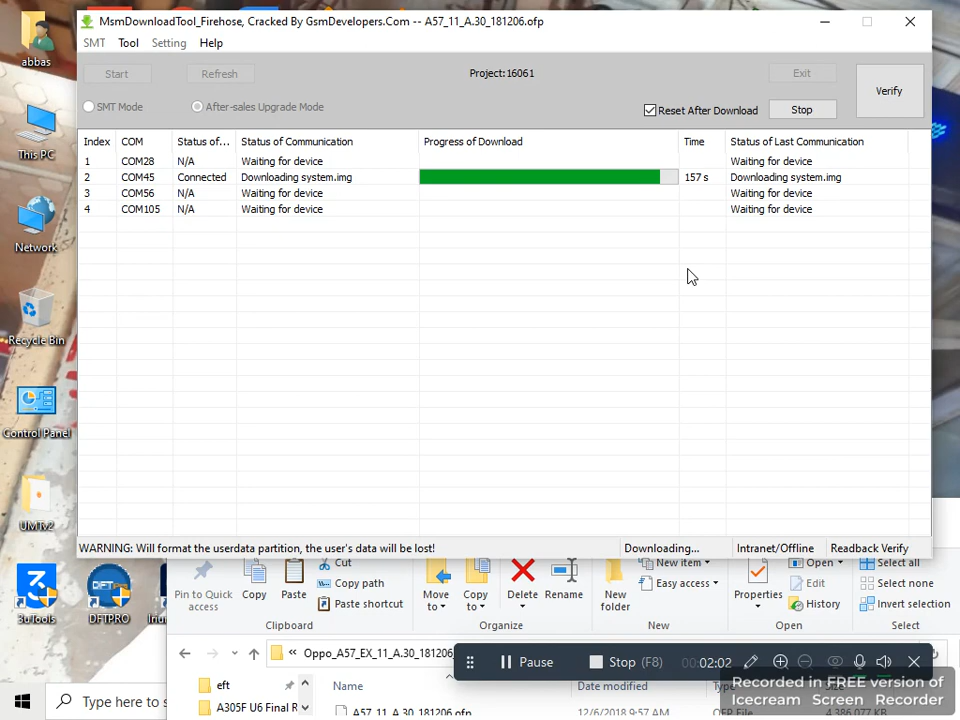 MsmDownloadTool_Firehose, Cracked By GsmDevelopers.Com -- A57_11_A.30_181206.ofp
SMT Tool Setting Help
Start Refresh Project:16061 Exit
Verify
SMT Mode After-sales Upgrade Mode Reset After Download Stop
Index COM Status of... Status of Communication Progress of Download Time Status of Last Communication
1 COM28 N/A Waiting for device Waiting for device
2 COM45 Connected Downloading system.img 157 s Downloading system.img
3 COM56 N/A Waiting for device Waiting for device
4 COM105 N/A Waiting for device Waiting for device
WARNING: Will format the userdata partition, the user's data will be lost! Downloading... Intranet/Offline Readback Verify
abbas
This PC
Network
Recycle Bin
Control Panel
UMTv2
3uTools
DFTPRO
Pin to Quick access
Copy
Paste
Cut
Copy path
Paste shortcut
Clipboard
Move to
Copy to
Delete
Rename
Organize
New folder
New item
Easy access
New
Properties
Open
Edit
History
Open
Select all
Select none
Invert selection
Select
« Oppo_A57_EX_11_A.30_181206
Pause Stop (F8) 00:02:02
eft
A305F U6 Final R
Name Date modified Type
A57_11_A.30_181206.ofp 12/6/2018 9:57 AM OFP File 4,386,077 KB
Recorded in FREE version of
Icecream Screen Recorder
Type here to s